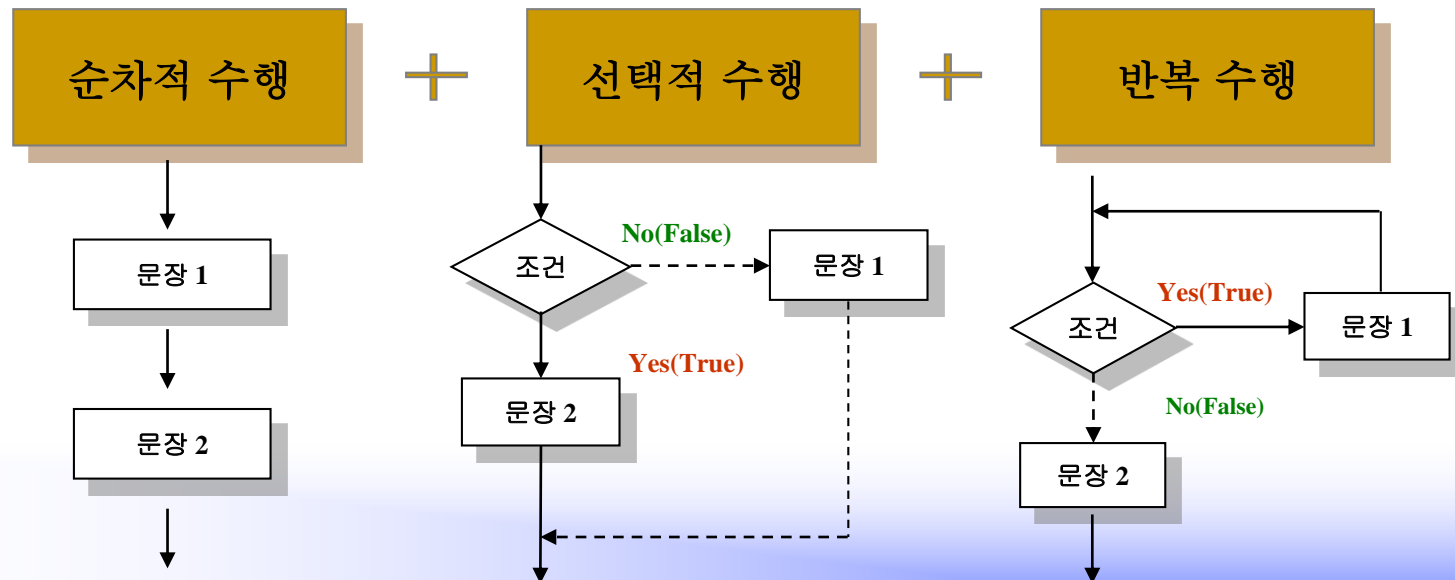 순차적 수행
선택적 수행
반복 수행
문장 1
문장 2
조건
No(False)
문장 1
Yes(True)
문장 2
조건
Yes(True)
문장 1
No(False)
문장 2